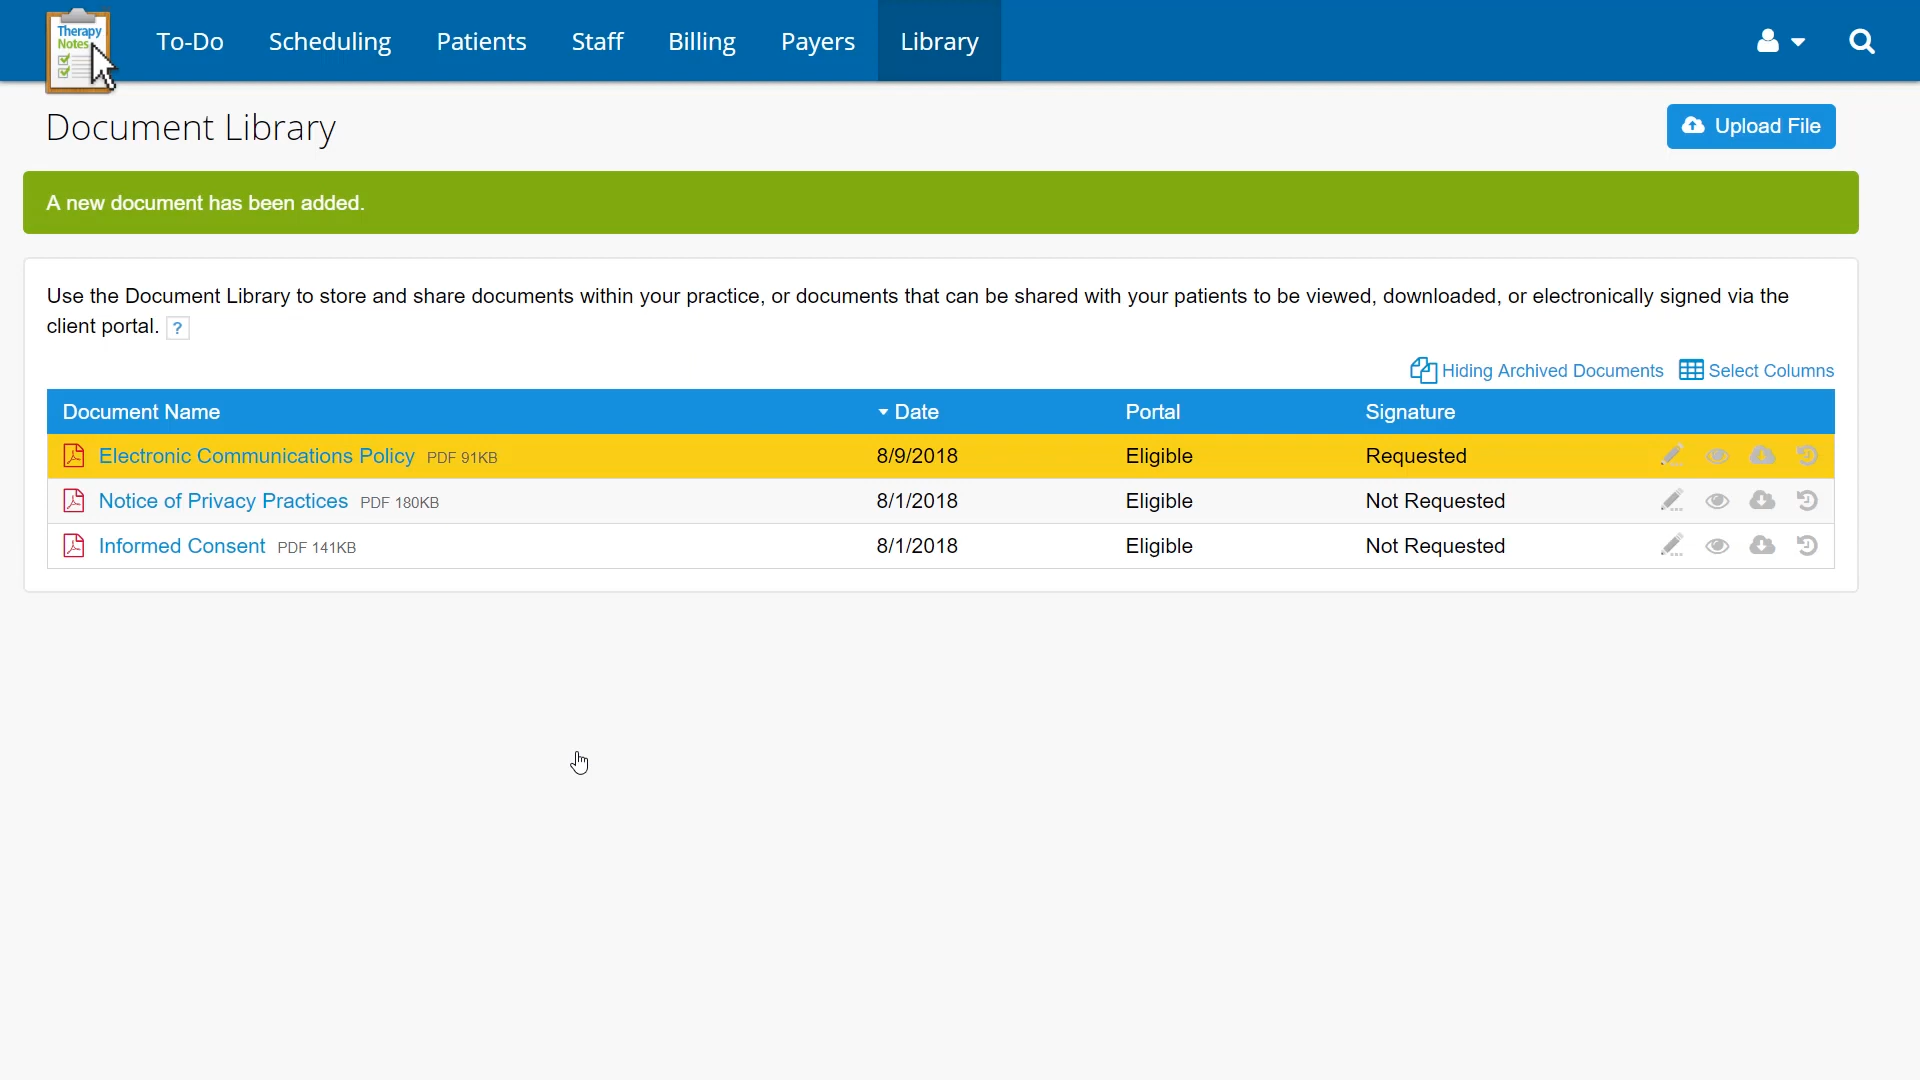 Therapy
Notes
To-Do Scheduling Patients Staff Billing Payers Library
Document Library
Upload File
A new document has been added.
Use the Document Library to store and share documents within your practice, or documents that can be shared with your patients to be viewed, downloaded, or electronically signed via the
client portal. ?
Hiding Archived Documents Select Columns
Document Name Date Portal Signature
Electronic Communications Policy PDF 91KB 8/9/2018 Eligible Requested
Notice of Privacy Practices PDF 180KB 8/1/2018 Eligible Not Requested
Informed Consent PDF 141KB 8/1/2018 Eligible Not Requested